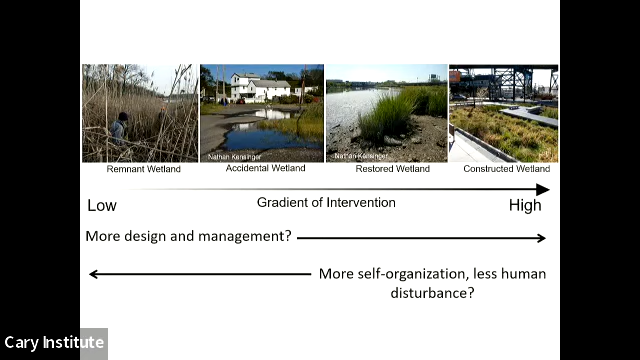 Nathan Kensinger
Nathan Kensinger
Remnant Wetland
Accidental Wetland
Restored Wetland
Constructed Wetland
Low
Gradient of Intervention
High
More design and management?
More self-organization, less human
disturbance?
Cary Institute